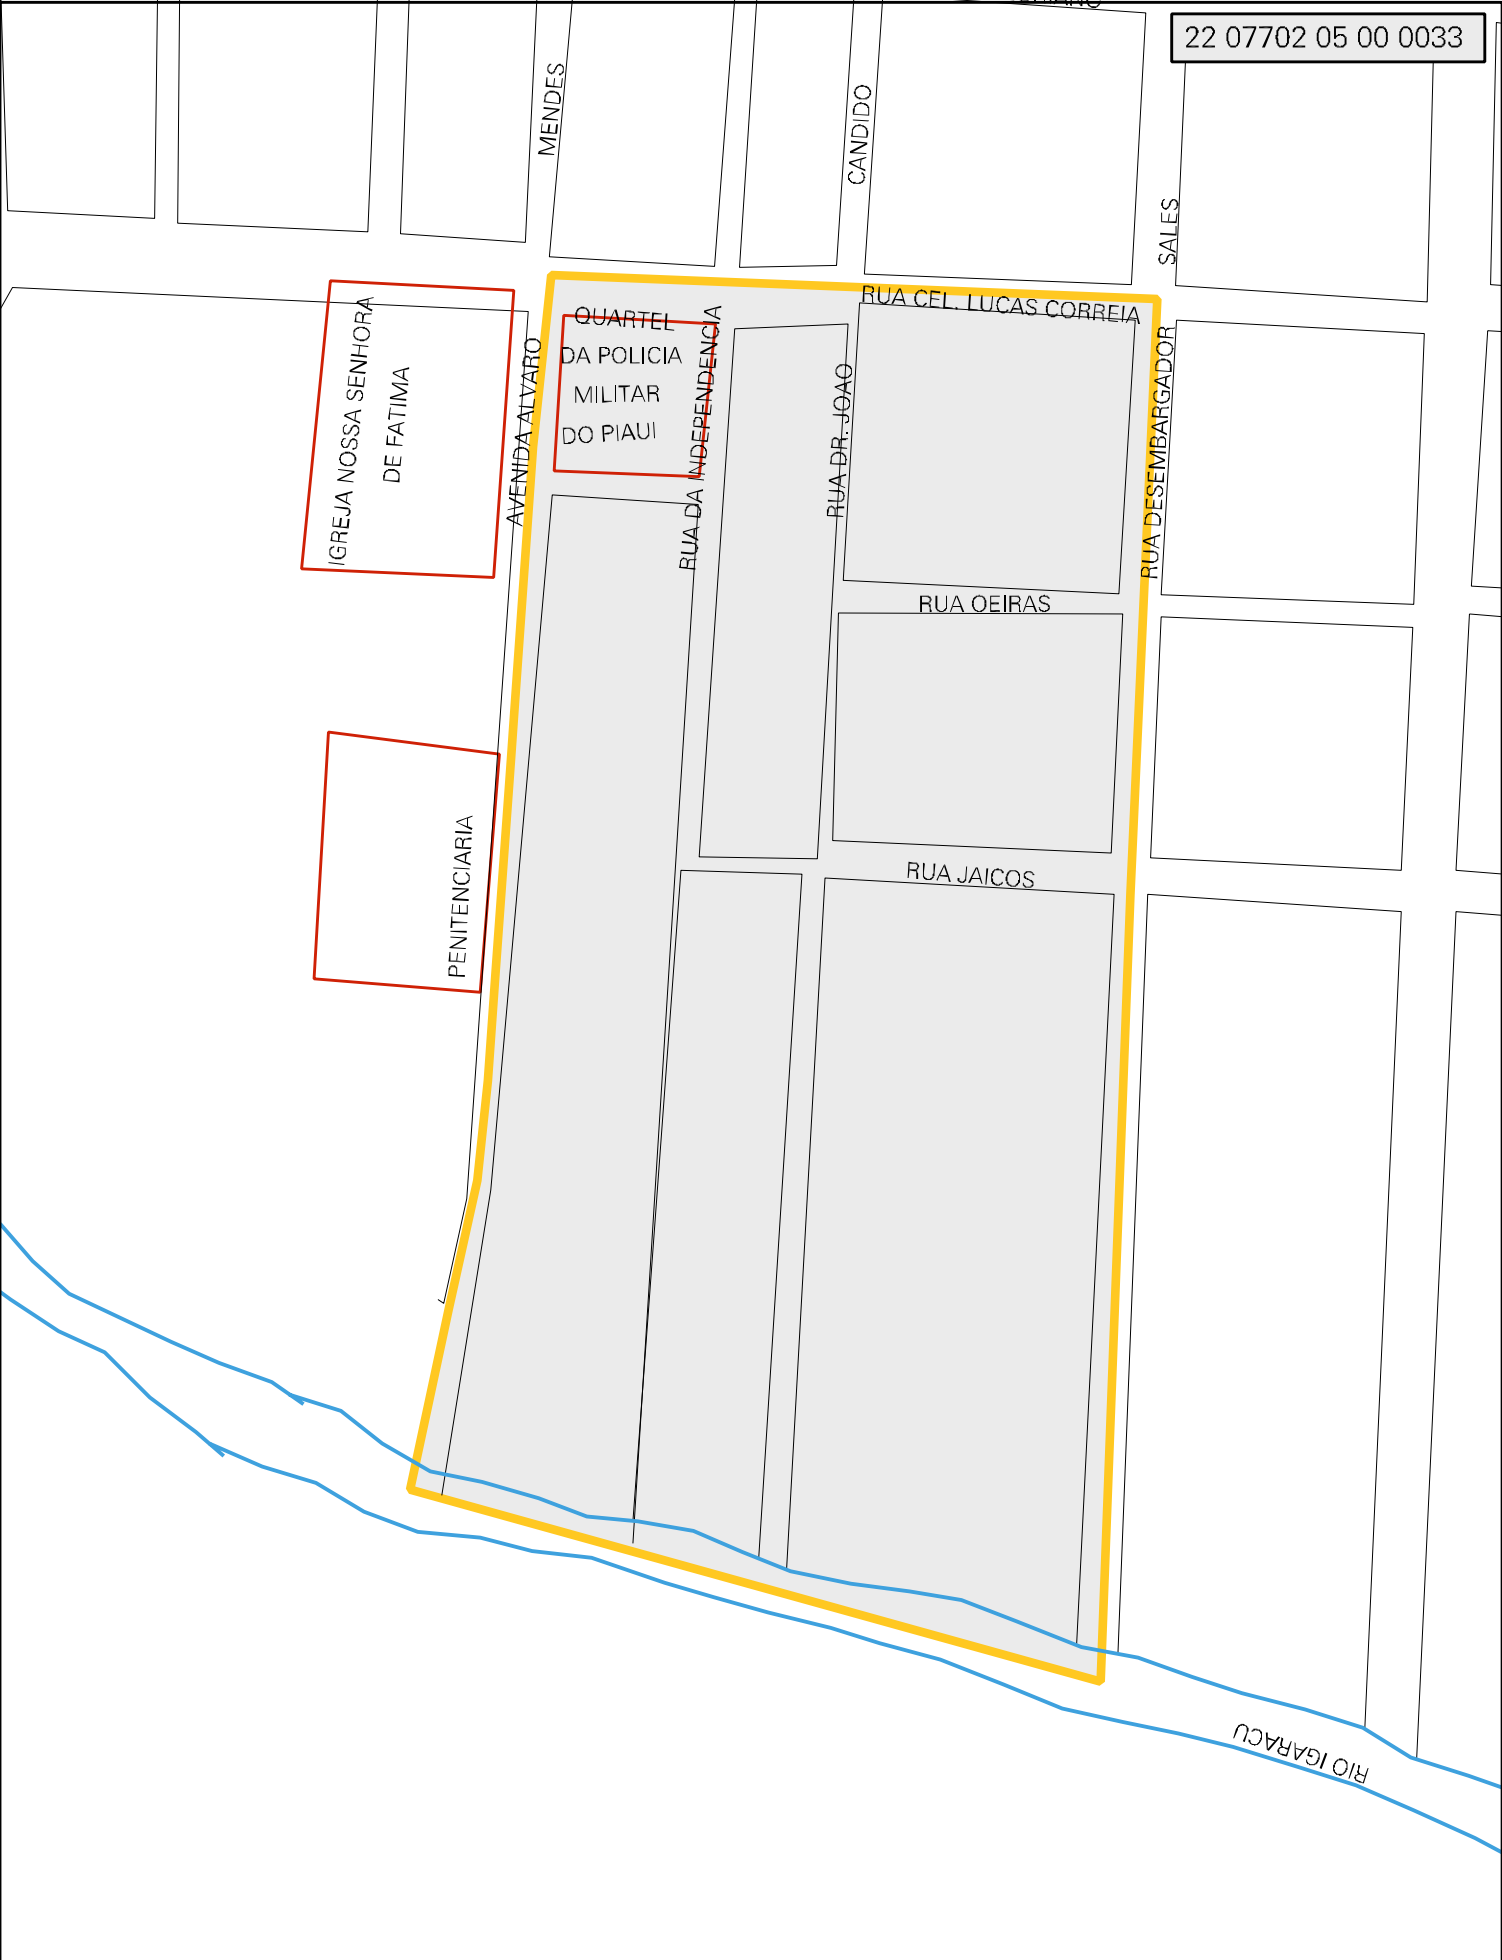 22 07702 05 00 0033
MENDES
CANDIDO
SALES
RUA CEL. LUCAS CORREIA
QUARTEL
DA POLICIA
MILITAR
DO PIAUI
IGREJA NOSSA SENHORA
DE FATIMA
AVENIDA ALVARO
RUA DA INDEPENDENCIA
RUA DR. JOAO
RUA DESEMBARGADOR
RUA OEIRAS
PENITENCIARIA
RUA JAICOS
RIO IGARACU